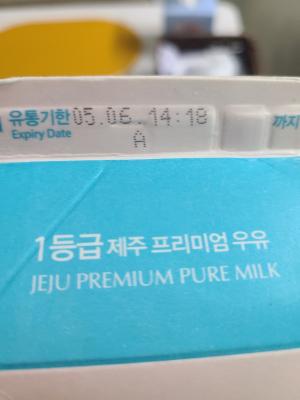 유통기한 05.06.14:18 까지
Expiry Date
A
1등급 제주 프리미엄 우유
JEJU PREMIUM PURE MILK